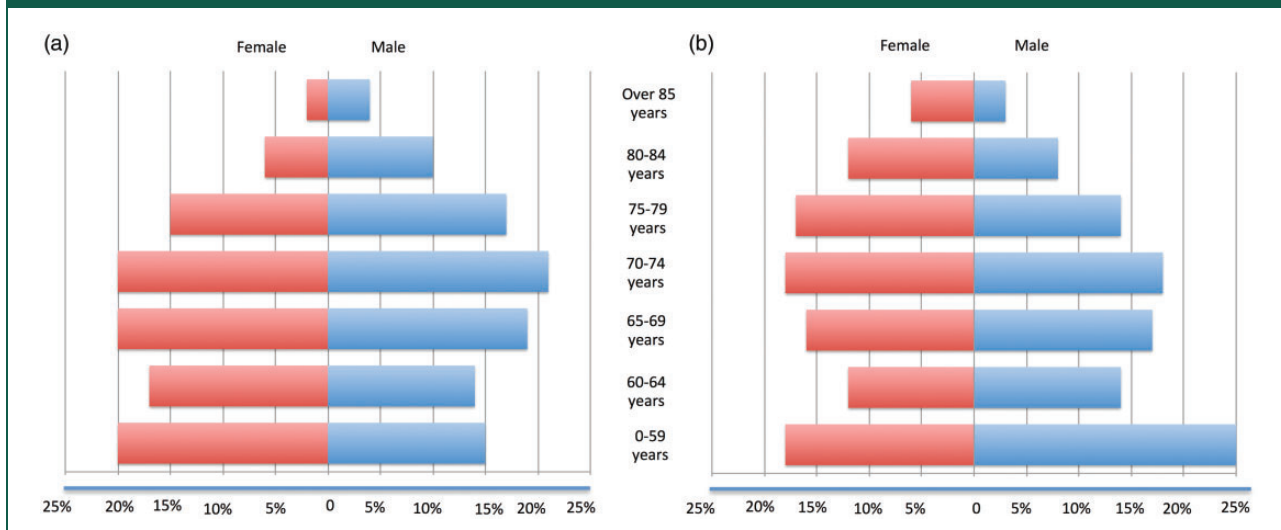 (a)
Female Male
(b)
Female Male
Over 85
years
80-84
years
75-79
years
70-74
years
65-69
years
60-64
years
0-59
years
25% 20% 15% 10% 5% 0 5% 10% 15% 20% 25%
25% 20% 15% 10% 5% 0 5% 10% 15% 20% 25%